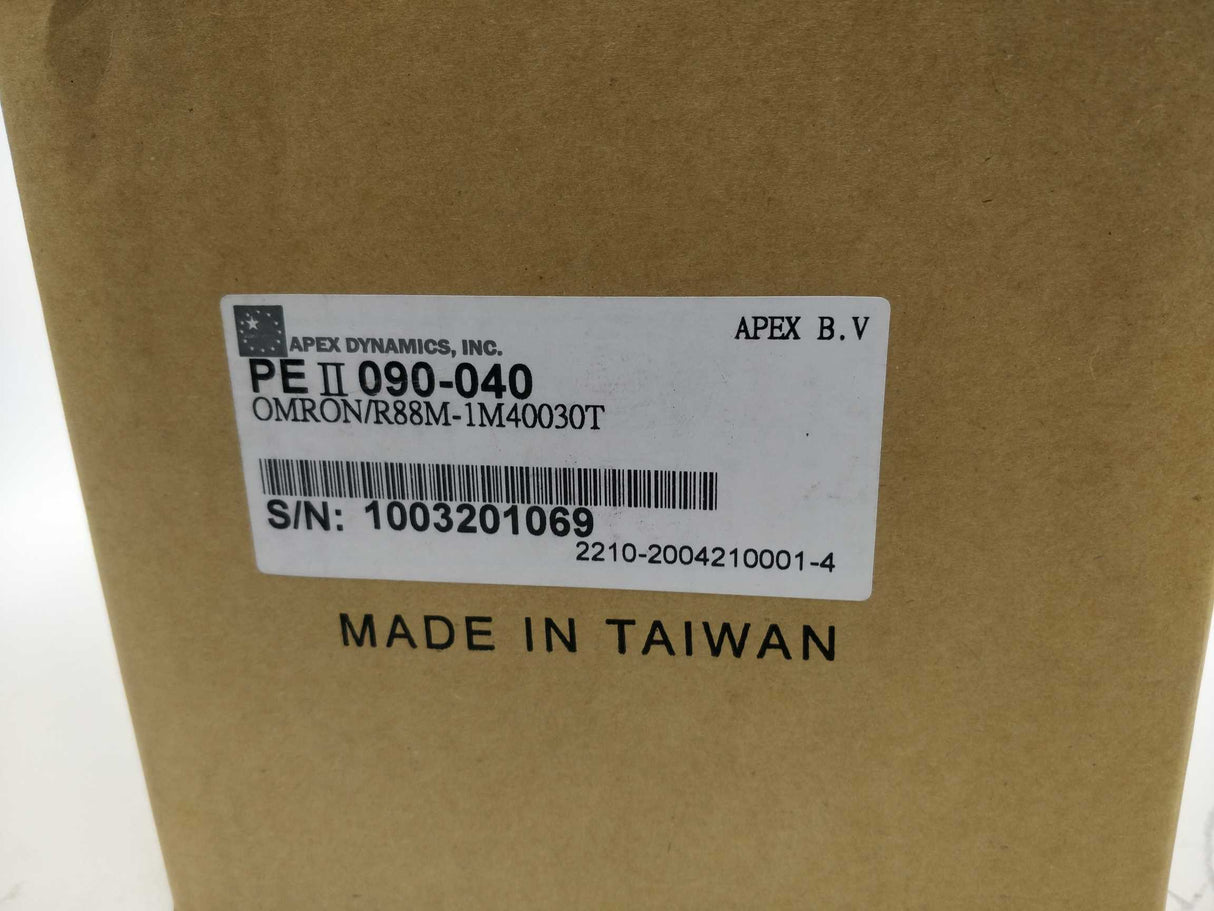 APEX B.V
APEX DYNAMICS, INC.
PE II 090-040
OMRON/R88M-1M40030T
S/N: 1003201069
2210-2004210001-4
MADE IN TAIWAN